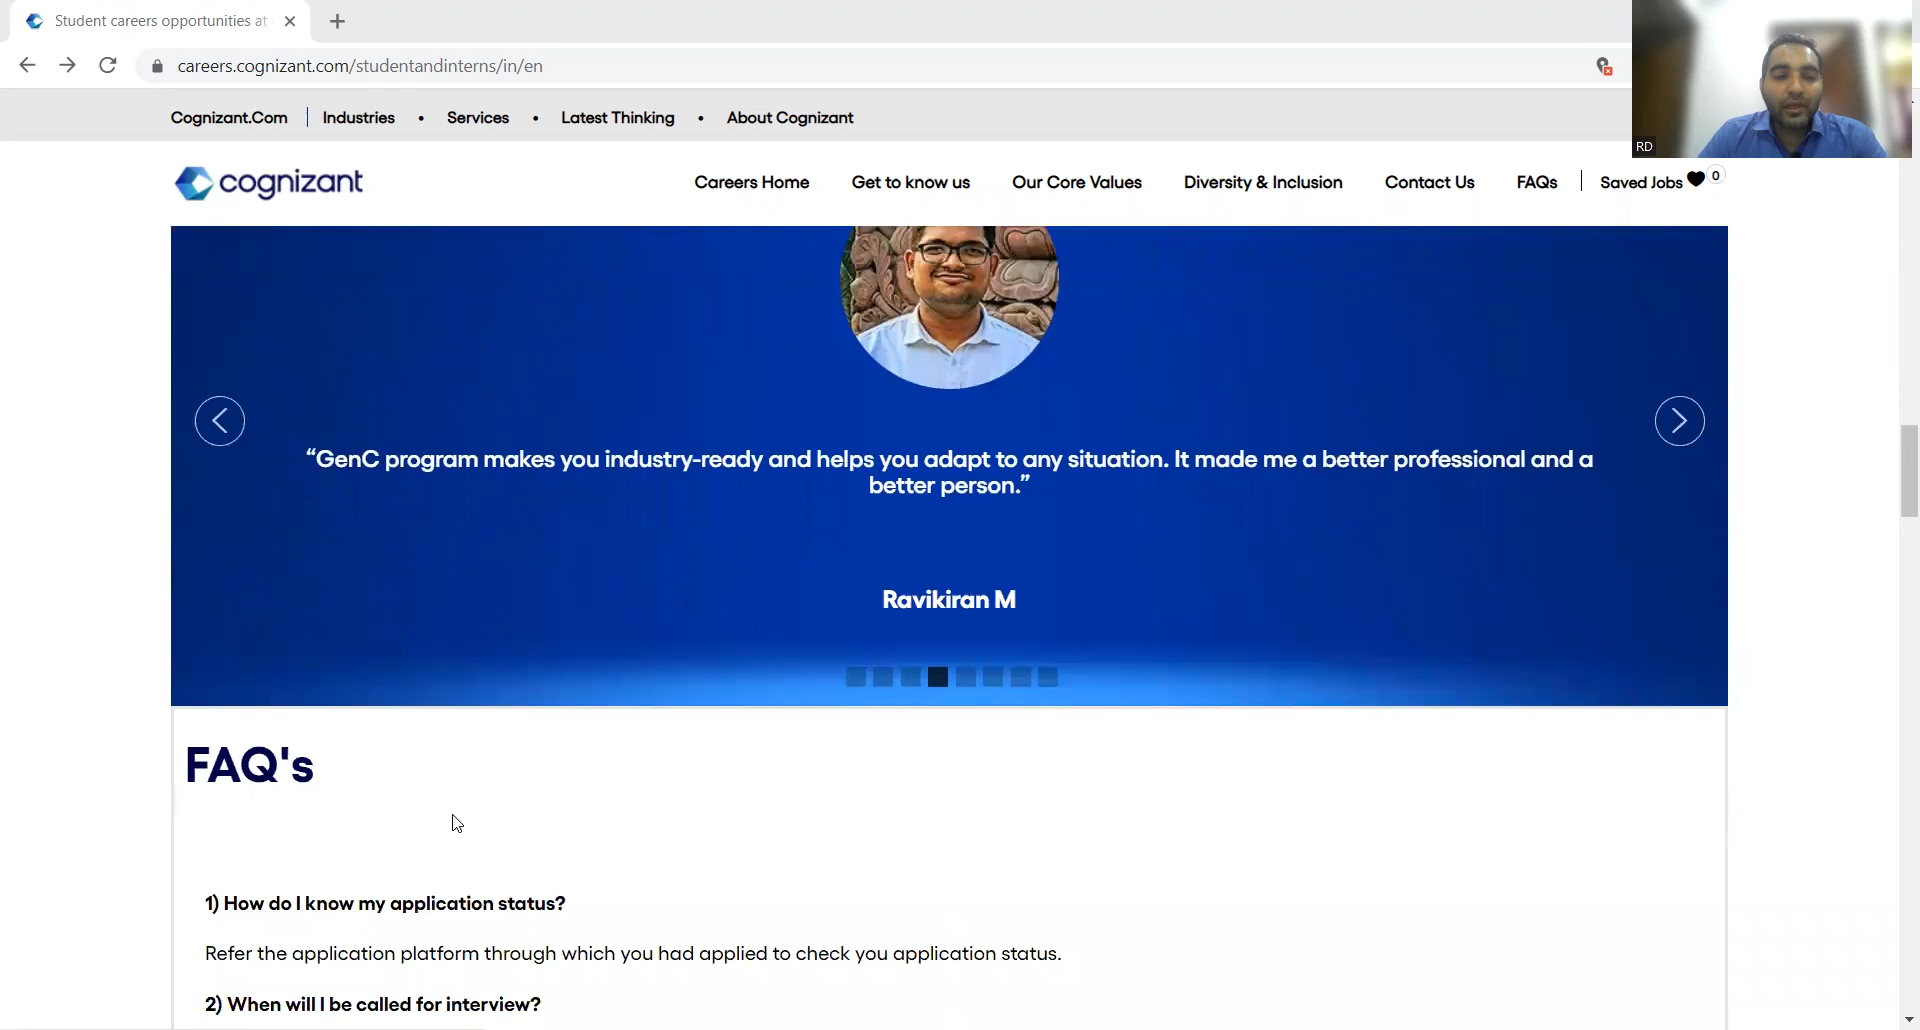 Student careers opportunities at
careers.cognizant.com/studentandinterns/in/en
RD
Cognizant.Com Industries • Services • Latest Thinking • About Cognizant
cognizant
Careers Home Get to know us Our Core Values Diversity & Inclusion Contact Us FAQs Saved Jobs 0
“GenC program makes you industry-ready and helps you adapt to any situation. It made me a better professional and a
better person.”
Ravikiran M
FAQ's
1) How do I know my application status?
Refer the application platform through which you had applied to check you application status.
2) When will I be called for interview?